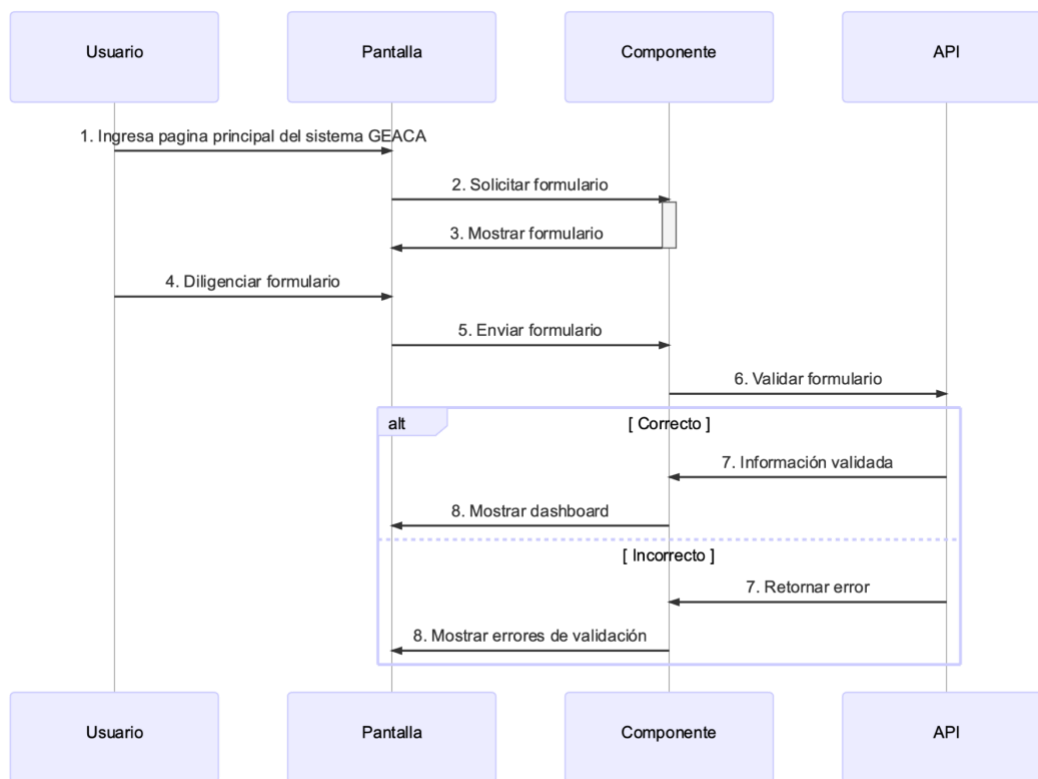 Usuario
Pantalla
Componente
API
1. Ingresa pagina principal del sistema GEACA
2. Solicitar formulario
3. Mostrar formulario
4. Diligenciar formulario
5. Enviar formulario
6. Validar formulario
alt
[ Correcto ]
7. Información validada
8. Mostrar dashboard
[ Incorrecto ]
7. Retornar error
8. Mostrar errores de validación
Usuario
Pantalla
Componente
API